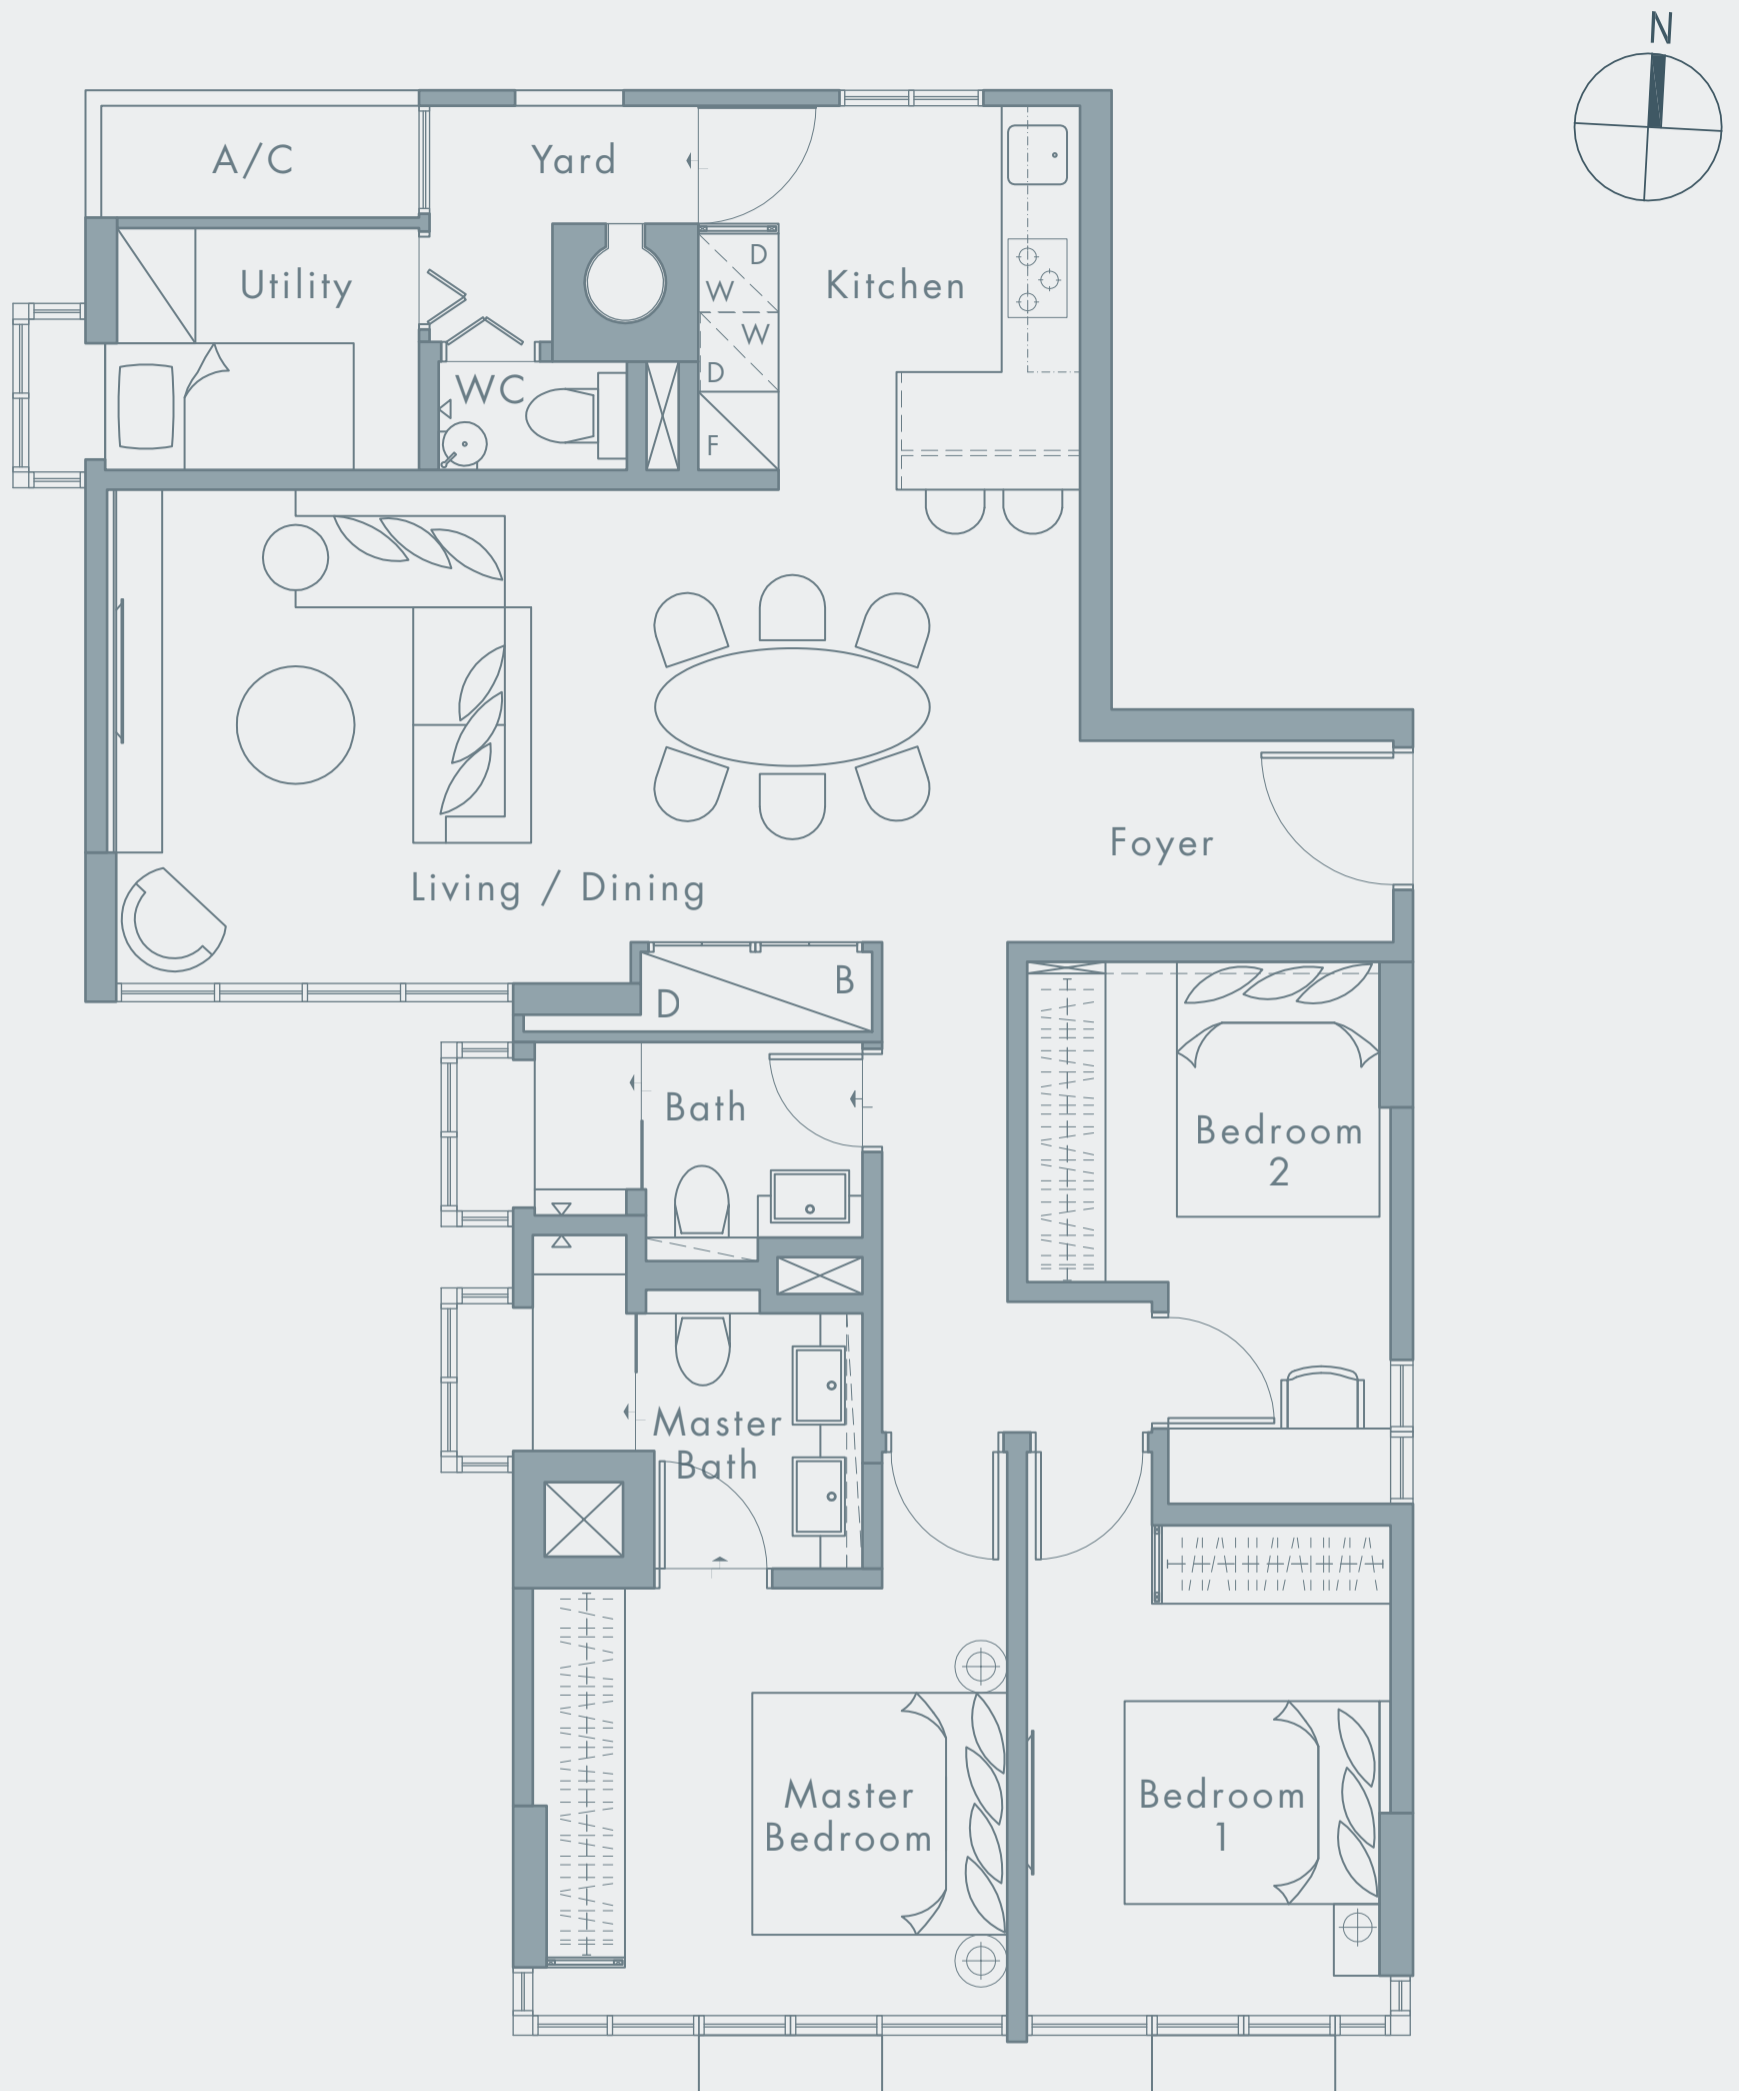 N
A/C
Yard
Utility
D
W
Kitchen
W
D
WC
F
Foyer
Living / Dining
B
D
Bath
Bedroom
2
Master
Bath
Master
Bedroom
Bedroom
1